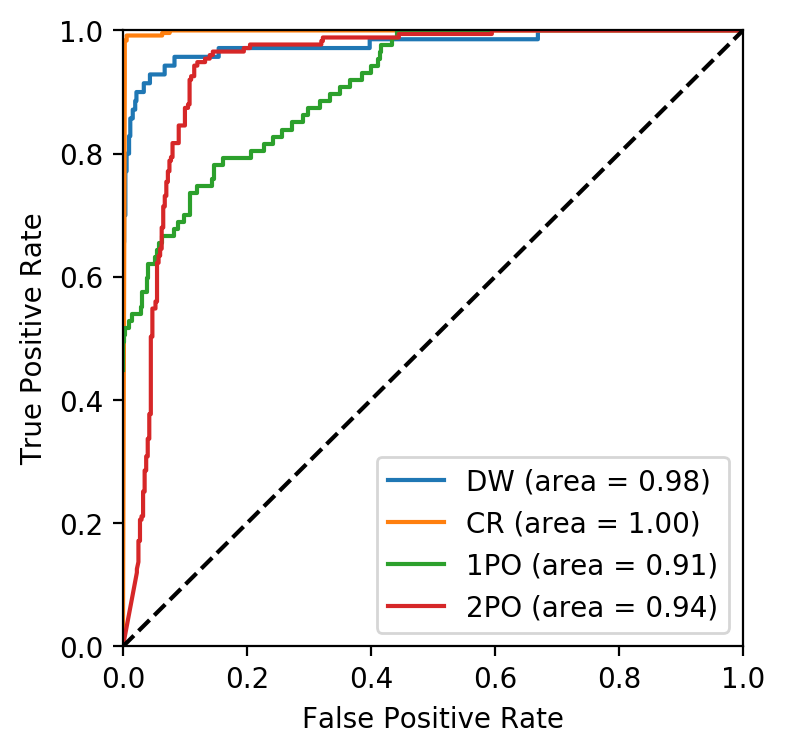 1.0
0.8
0.6
0.4
0.2
0.0
True Positive Rate
DW (area = 0.98)
CR (area = 1.00)
1PO (area = 0.91)
2PO (area = 0.94)
0.0 0.2 0.4 0.6 0.8 1.0
False Positive Rate